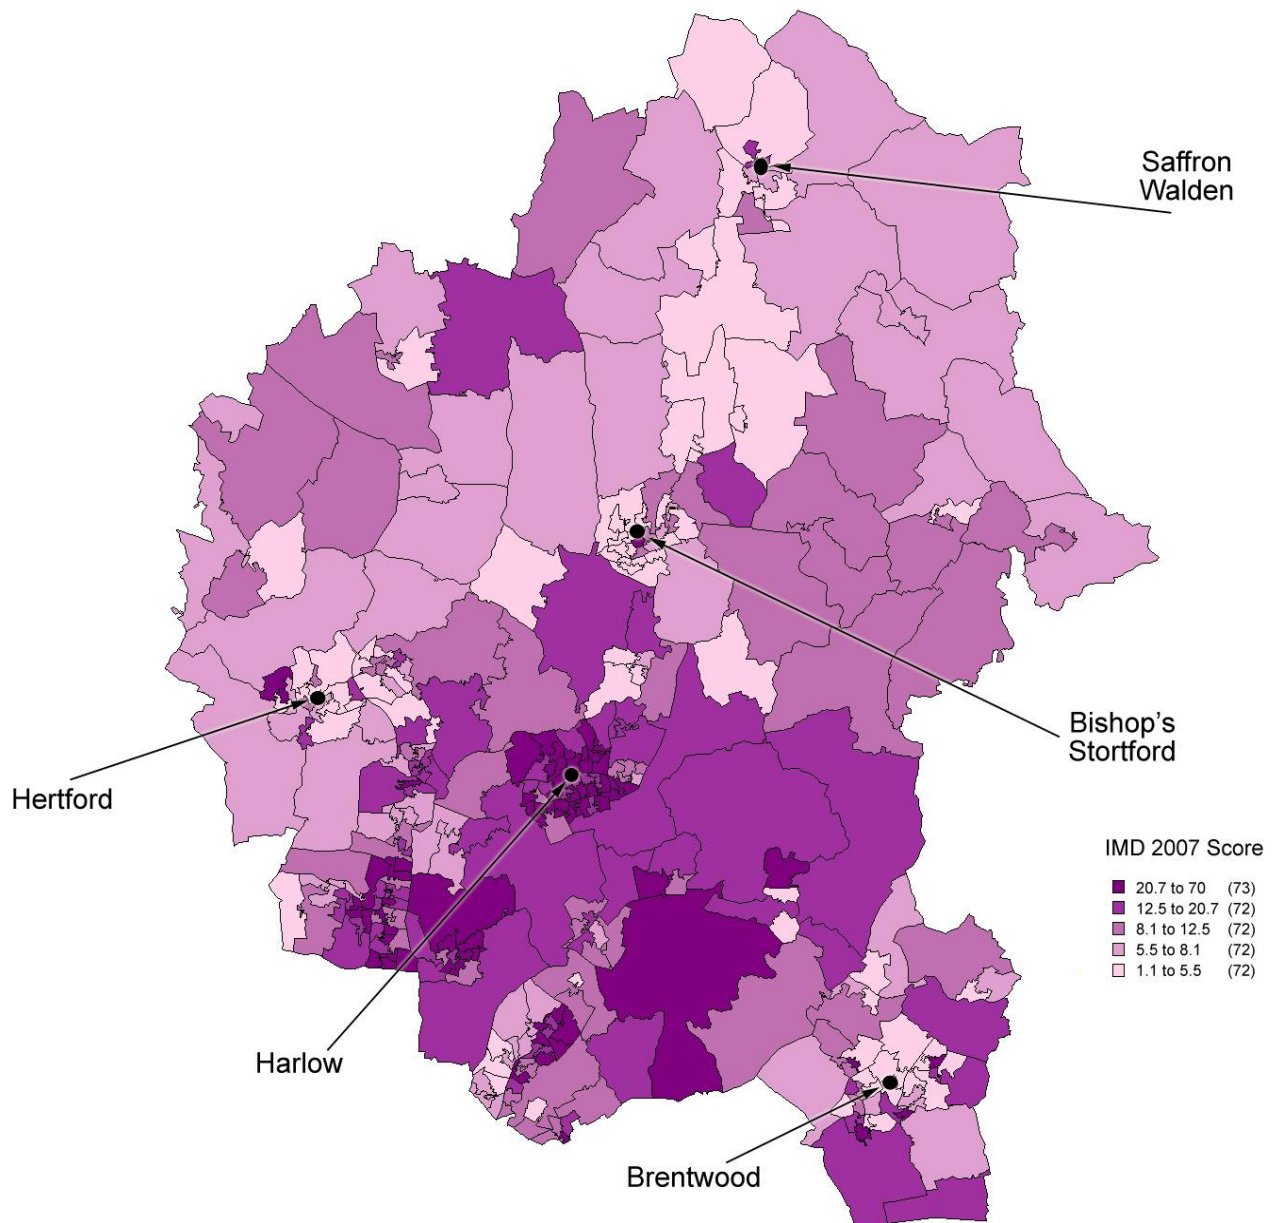 Saffron
Walden
Bishop's
Stortford
Hertford
IMD 2007 Score
20.7 to 70 (73)
12.5 to 20.7 (72)
8.1 to 12.5 (72)
5.5 to 8.1 (72)
1.1 to 5.5 (72)
Harlow
Brentwood